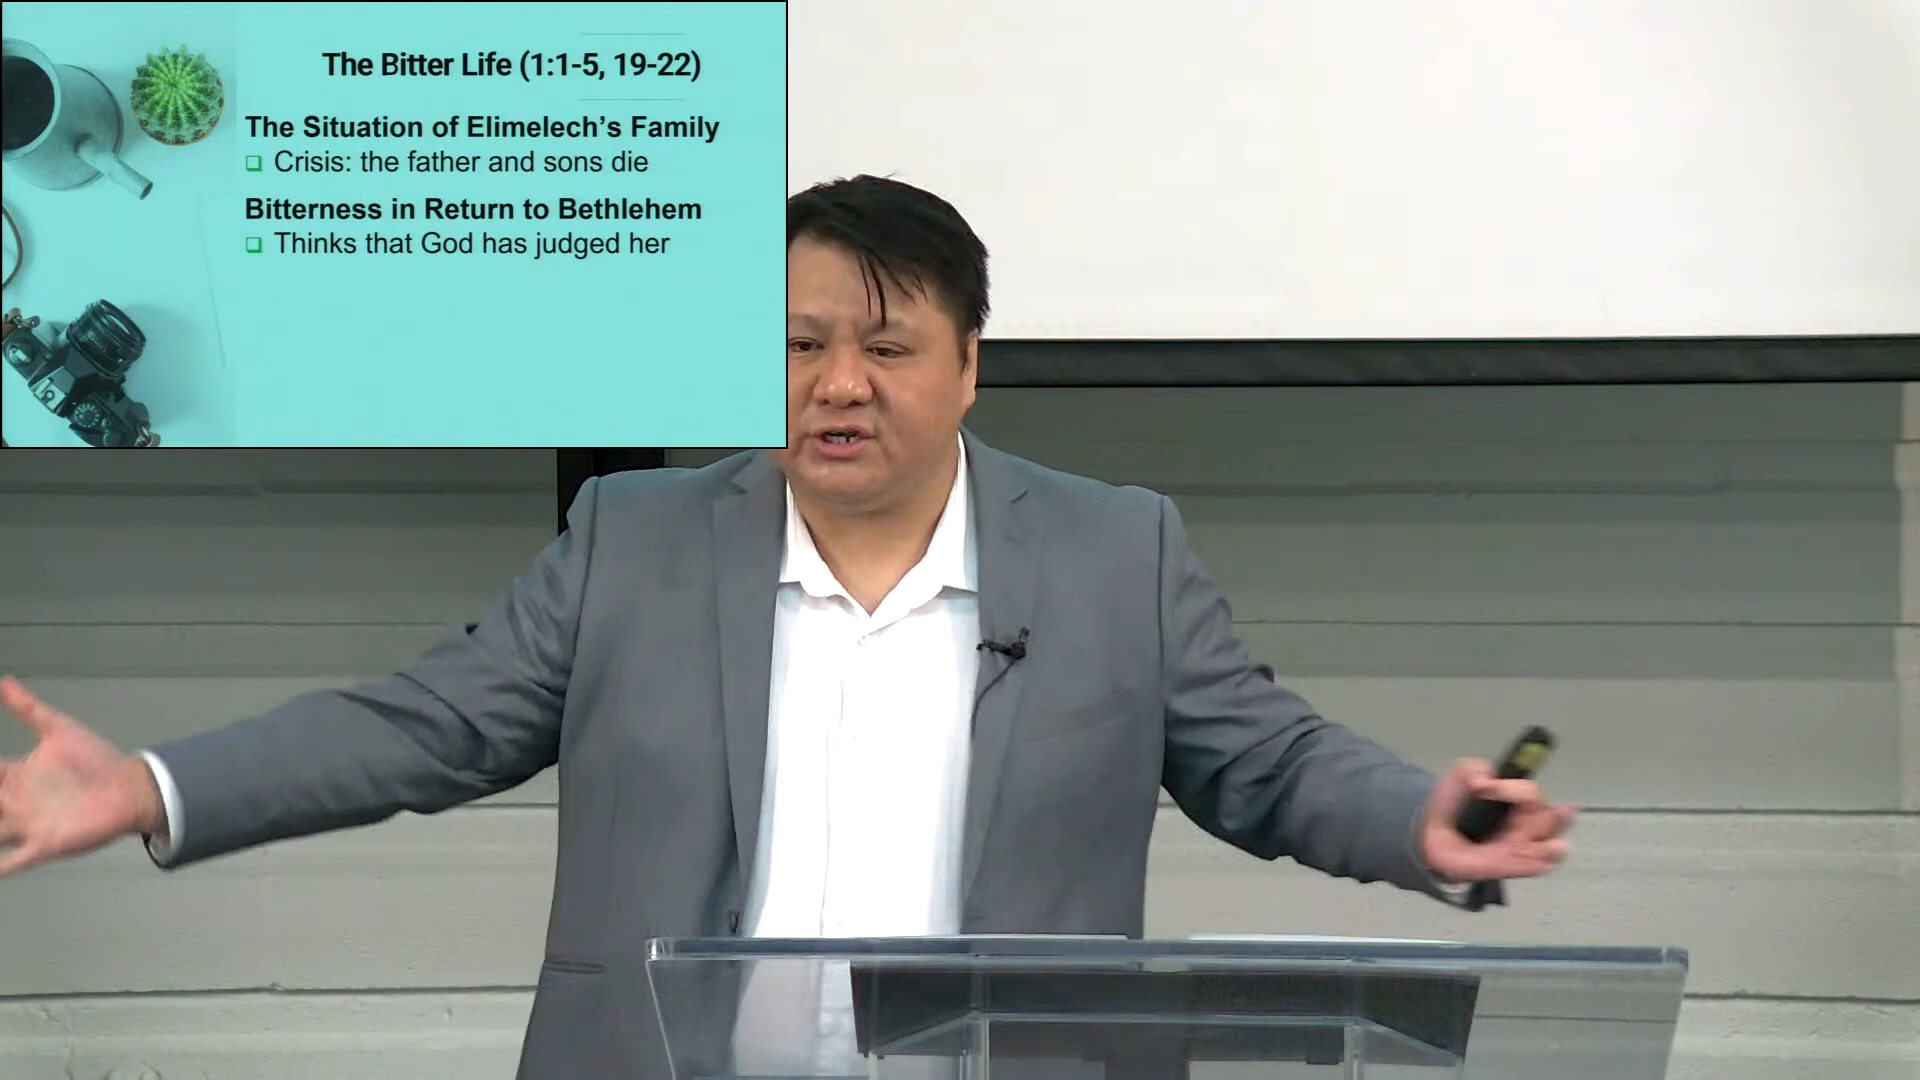 The Bitter Life (1:1-5, 19-22)
The Situation of Elimelech’s Family
❑ Crisis: the father and sons die
Bitterness in Return to Bethlehem
❑ Thinks that God has judged her